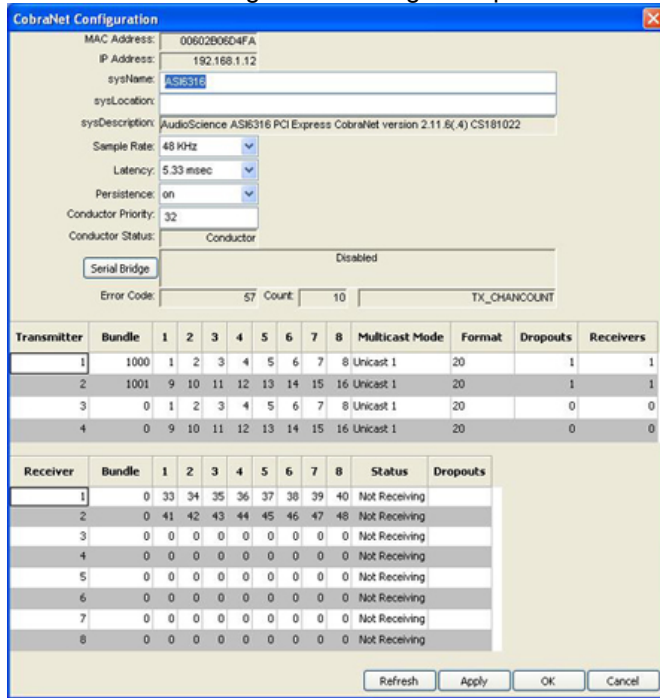 CobraNet Configuration
MAC Address: 00602B06D4FA
IP Address: 192.168.1.12
sysName: ASI6316
sysLocation:
sysDescription: AudioScience ASI6316 PCI Express CobraNet version 2.11.6(.4) CS181022
Sample Rate: 48 KHz
Latency: 5.33 msec
Persistence: on
Conductor Priority: 32
Conductor Status: Conductor
Serial Bridge Disabled
Error Code: 57 Count: 10 TX_CHANCOUNT
Transmitter Bundle 1 2 3 4 5 6 7 8 Multicast Mode Format Dropouts Receivers
1 1000 1 2 3 4 5 6 7 8 Unicast 1 20 1 1
2 1001 9 10 11 12 13 14 15 16 Unicast 1 20 1 1
3 0 1 2 3 4 5 6 7 8 Unicast 1 20 0 0
4 0 9 10 11 12 13 14 15 16 Unicast 1 20 0 0
Receiver Bundle 1 2 3 4 5 6 7 8 Status Dropouts
1 0 33 34 35 36 37 38 39 40 Not Receiving
2 0 41 42 43 44 45 46 47 48 Not Receiving
3 0 0 0 0 0 0 0 0 0 Not Receiving
4 0 0 0 0 0 0 0 0 0 Not Receiving
5 0 0 0 0 0 0 0 0 0 Not Receiving
6 0 0 0 0 0 0 0 0 0 Not Receiving
7 0 0 0 0 0 0 0 0 0 Not Receiving
8 0 0 0 0 0 0 0 0 0 Not Receiving
Refresh Apply OK Cancel